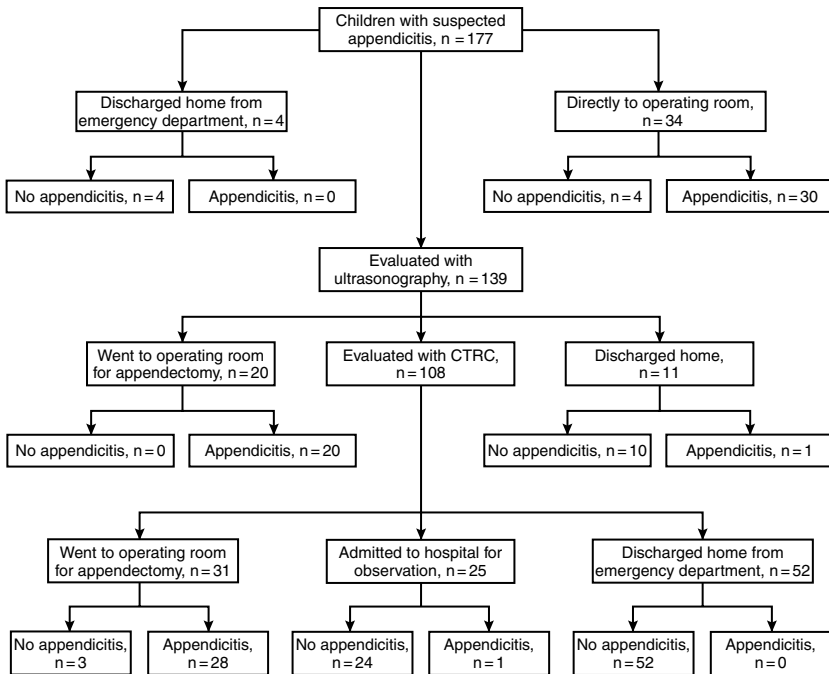 Children with suspected
appendicitis, n = 177
Discharged home from
emergency department, n = 4
Directly to operating room,
n = 34
No appendicitis, n = 4
Appendicitis, n = 0
No appendicitis, n = 4
Appendicitis, n = 30
Evaluated with
ultrasonography, n = 139
Went to operating room
for appendectomy, n = 20
Evaluated with CTRC,
n = 108
Discharged home,
n = 11
No appendicitis, n = 0
Appendicitis, n = 20
No appendicitis, n = 10
Appendicitis, n = 1
Went to operating room
for appendectomy, n = 31
Admitted to hospital for
observation, n = 25
Discharged home from
emergency department, n = 52
No appendicitis,
n = 3
Appendicitis,
n = 28
No appendicitis,
n = 24
Appendicitis,
n = 1
No appendicitis,
n = 52
Appendicitis,
n = 0